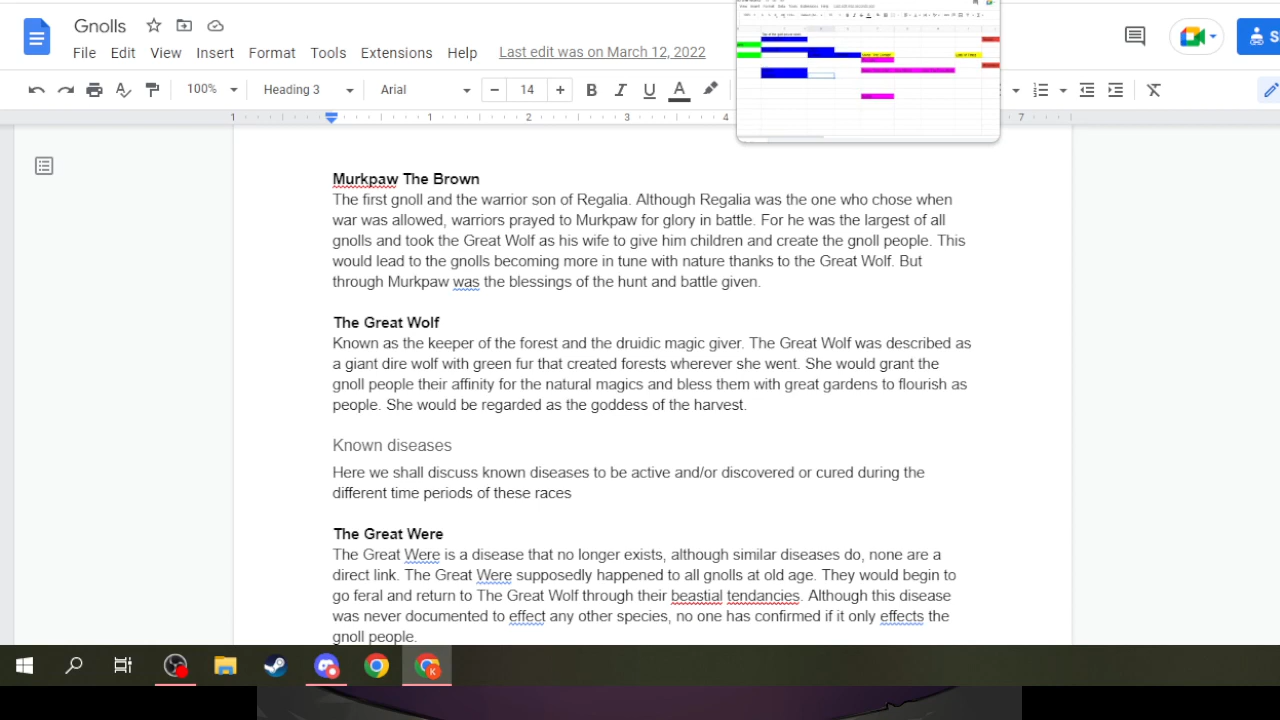 Gnolls
File Edit View Insert Format Tools Extensions Help Last edit was on March 12, 2022
100% Heading 3 Arial 14 B I U A
1 1 2 3 4 7
Murkpaw The Brown
The first gnoll and the warrior son of Regalia. Although Regalia was the one who chose when
war was allowed, warriors prayed to Murkpaw for glory in battle. For he was the largest of all
gnolls and took the Great Wolf as his wife to give him children and create the gnoll people. This
would lead to the gnolls becoming more in tune with nature thanks to the Great Wolf. But
through Murkpaw was the blessings of the hunt and battle given.
The Great Wolf
Known as the keeper of the forest and the druidic magic giver. The Great Wolf was described as
a giant dire wolf with green fur that created forests wherever she went. She would grant the
gnoll people their affinity for the natural magics and bless them with great gardens to flourish as
people. She would be regarded as the goddess of the harvest.
Known diseases
Here we shall discuss known diseases to be active and/or discovered or cured during the
different time periods of these races
The Great Were
The Great Were is a disease that no longer exists, although similar diseases do, none are a
direct link. The Great Were supposedly happened to all gnolls at old age. They would begin to
go feral and return to The Great Wolf through their beastial tendancies. Although this disease
was never documented to effect any other species, no one has confirmed if it only effects the
gnoll people.